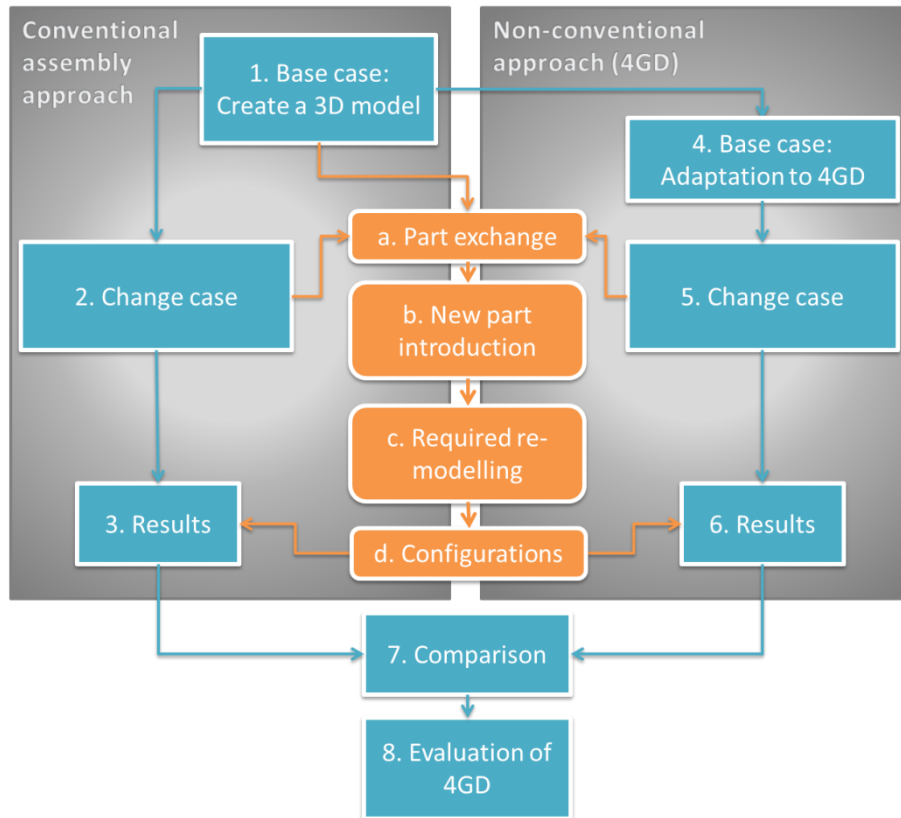 Conventional
assembly
approach
Non-conventional
approach (4GD)
1. Base case:
Create a 3D model
4. Base case:
Adaptation to 4GD
a. Part exchange
2. Change case
5. Change case
b. New part
introduction
c. Required re-
modelling
3. Results
6. Results
d. Configurations
7. Comparison
8. Evaluation of
4GD